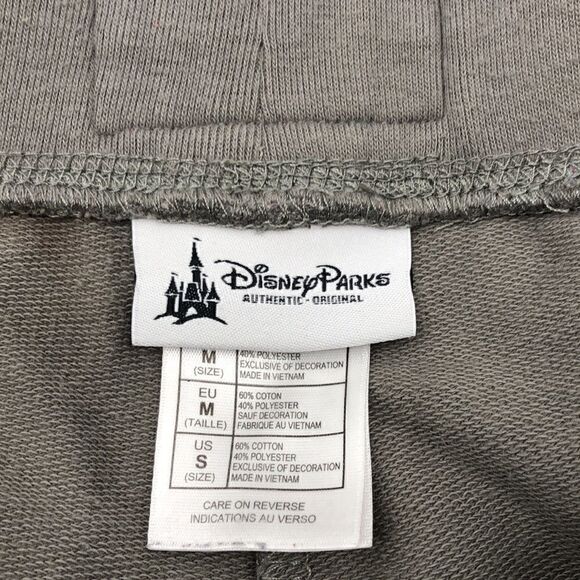 DISNEY PARKS
AUTHENTIC - ORIGINAL
M
(SIZE)
40% POLYESTER
EXCLUSIVE OF DECORATION
MADE IN VIETNAM
EU
M
(TAILLE)
60% COTON
40% POLYESTER
SAUF DECORATION
FABRIQUE AU VIETNAM
US
S
(SIZE)
60% COTTON
40% POLYESTER
EXCLUSIVE OF DECORATION
MADE IN VIETNAM
CARE ON REVERSE
INDICATIONS AU VERSO